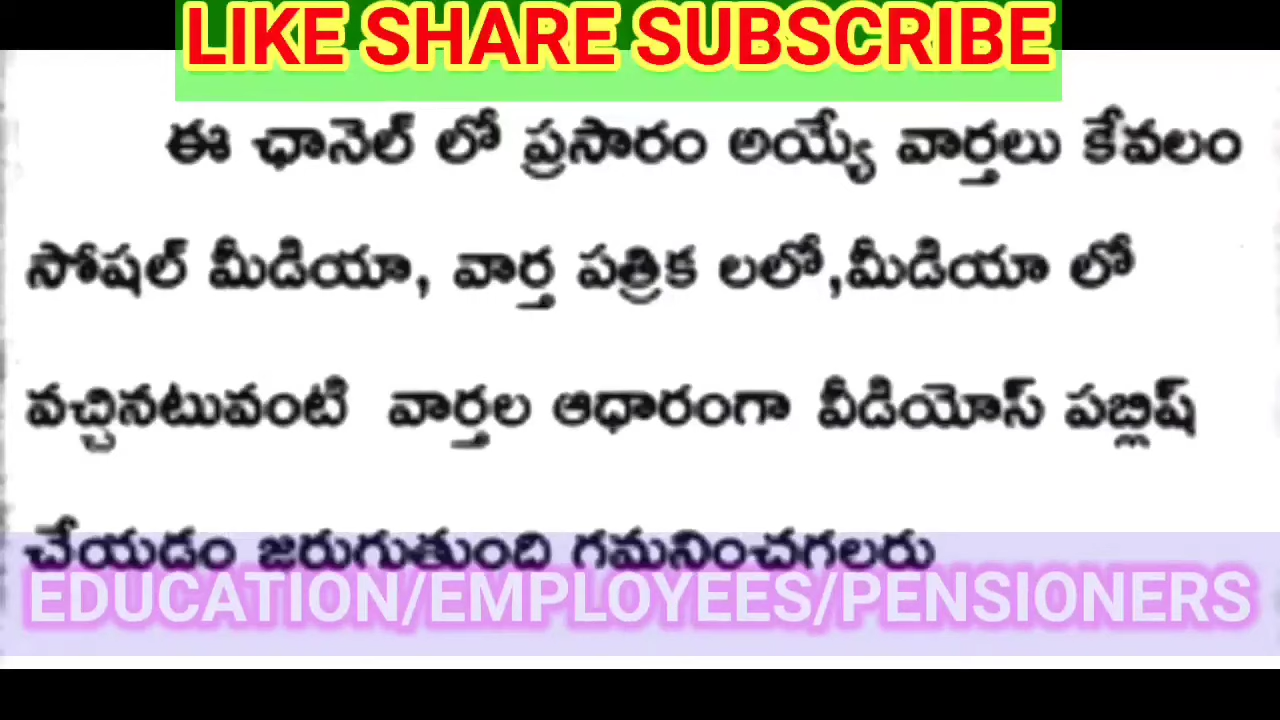 LIKE SHARE SUBSCRIBE
ఈ ఛానెల్ లో ప్రసారం అయ్యే వార్తలు కేవలం
సోషల్ మీడియా, వార్త పత్రిక లలో,మీడియా లో
వచ్చినటువంటి వార్తల ఆధారంగా వీడియోస్ పబ్లిష్
చేయడం జరుగుతుంది గమనించగలరు
EDUCATION/EMPLOYEES/PENSIONERS